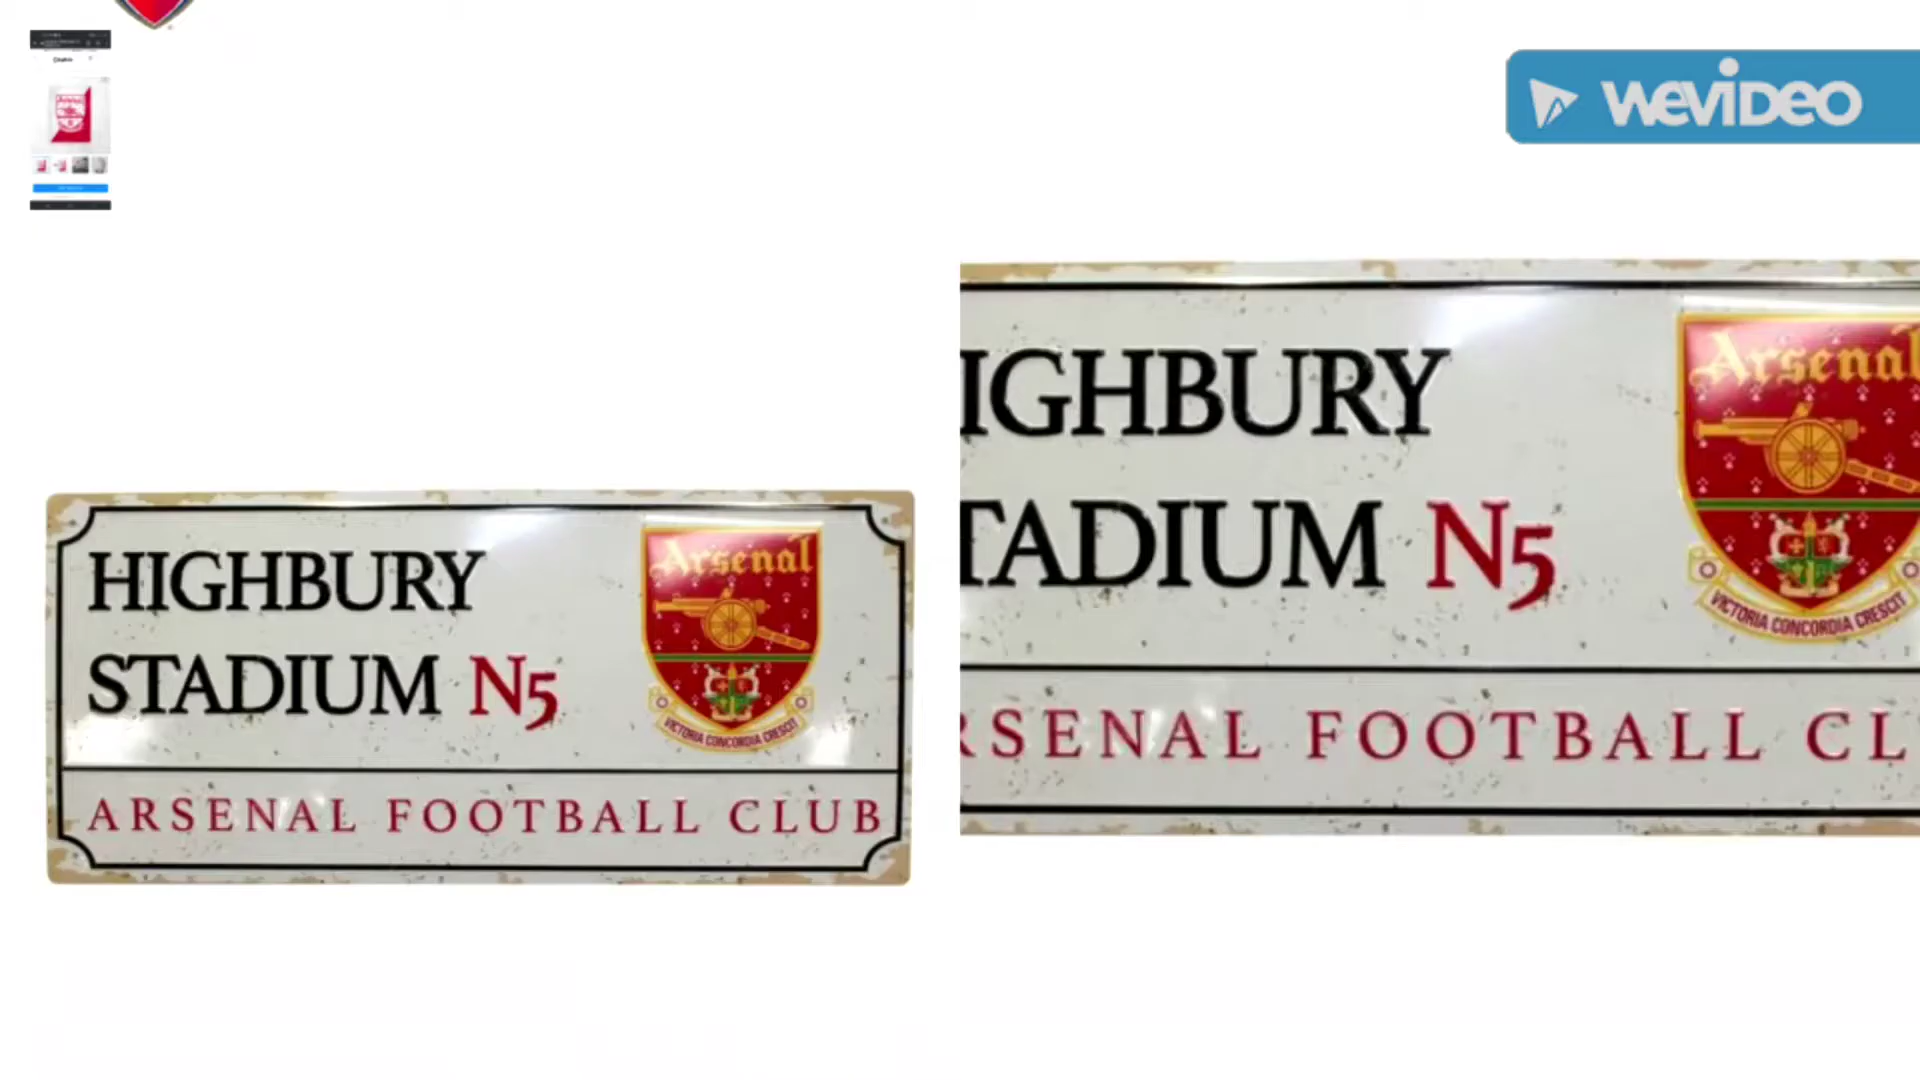 WEVIDEO
HIGHBURY
STADIUM N5
Arsenal
VICTORIA CONCORDIA CRESCIT
ARSENAL FOOTBALL CLUB
IGHBURY
TADIUM N5
Arsenal
VICTORIA CONCORDIA CRESCIT
RSENAL FOOTBALL CL